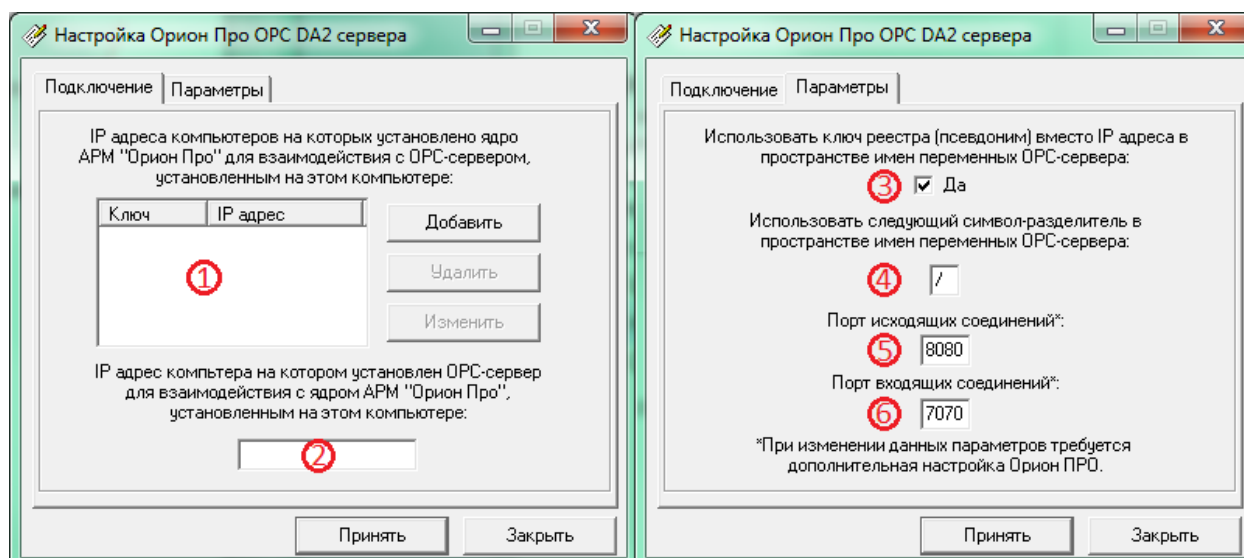 Настройка Орион Про OPC DA2 сервера
Подключение
Параметры
IP адреса компьютеров на которых установлено ядро
АРМ "Орион Про" для взаимодействия с OPC-сервером,
установленным на этом компьютере:
Ключ
IP адрес
1
Добавить
Удалить
Изменить
IP адрес компьтера на котором установлен OPC-сервер
для взаимодействия с ядром АРМ "Орион Про",
установленным на этом компьютере:
2
Принять
Закрыть
Настройка Орион Про OPC DA2 сервера
Подключение
Параметры
Использовать ключ реестра (псевдоним) вместо IP адреса в
пространстве имен переменных OPC-сервера:
3 Да
Использовать следующий символ-разделитель в
пространстве имен переменных OPC-сервера:
4 /
Порт исходящих соединений*:
5 8080
Порт входящих соединений*:
6 7070
*При изменении данных параметров требуется
дополнительная настройка Орион ПРО.
Принять
Закрыть